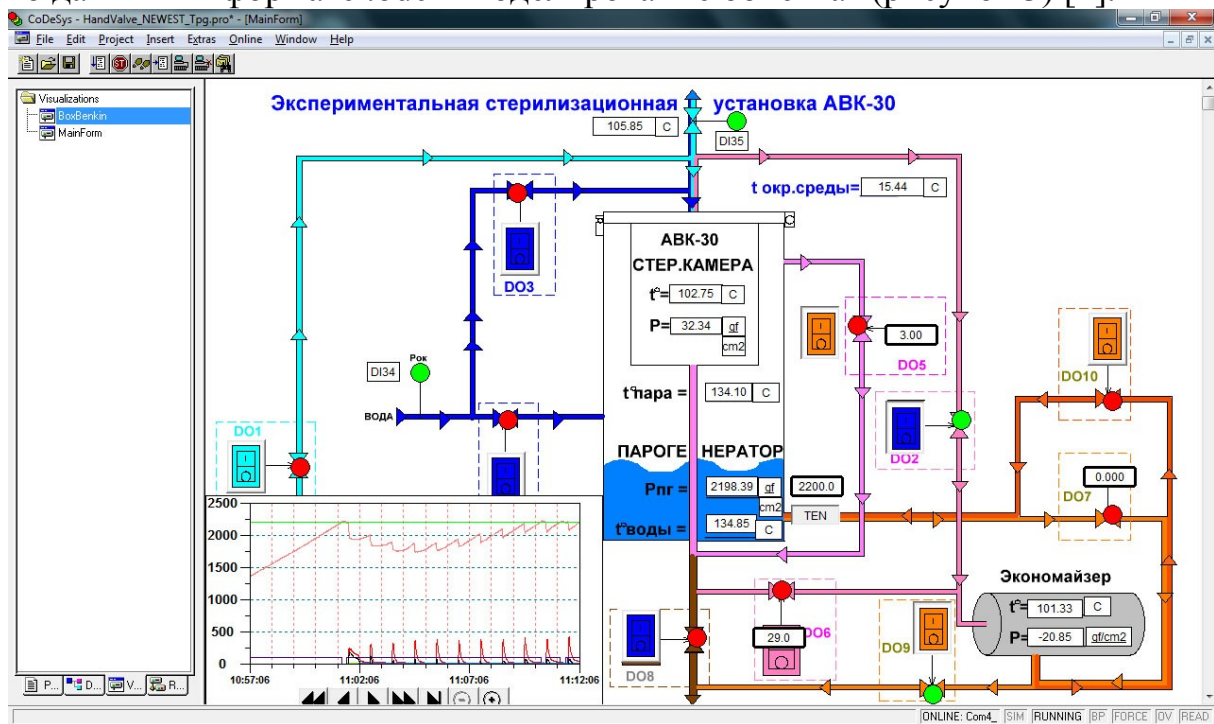 CoDeSys - HandValve_NEWEST_Tpg.pro* - [MainForm]
File Edit Project Insert Extras Online Window Help
Visualizations
BoxBenkin
MainForm
Экспериментальная стерилизационная установка АВК-30
105.85 C
DI35
t окр.среды= 15.44 C
АВК-30
СТЕР.КАМЕРА
t°= 102.75 C
P= 32.34 gf
cm2
DO3
3.00
DO5
DO10
Рок
DI34
ВОДА
t°пара = 134.10 C
DO1
DO2
ПАРОГЕ НЕРАТОР
Рпг = 2198.39 gf 2200.0
cm2
TEN
t°воды = 134.85 C
0.000
DO7
2500
2000
1500
1000
500
0
10:57:06 11:02:06 11:07:06 11:12:06
Экономайзер
t°= 101.33 C
P= -20.85 gf/cm2
29.0
DO6
DO8
DO9
P... D... V... R...
ONLINE: Com4_ SIM RUNNING BP FORCE OV READ